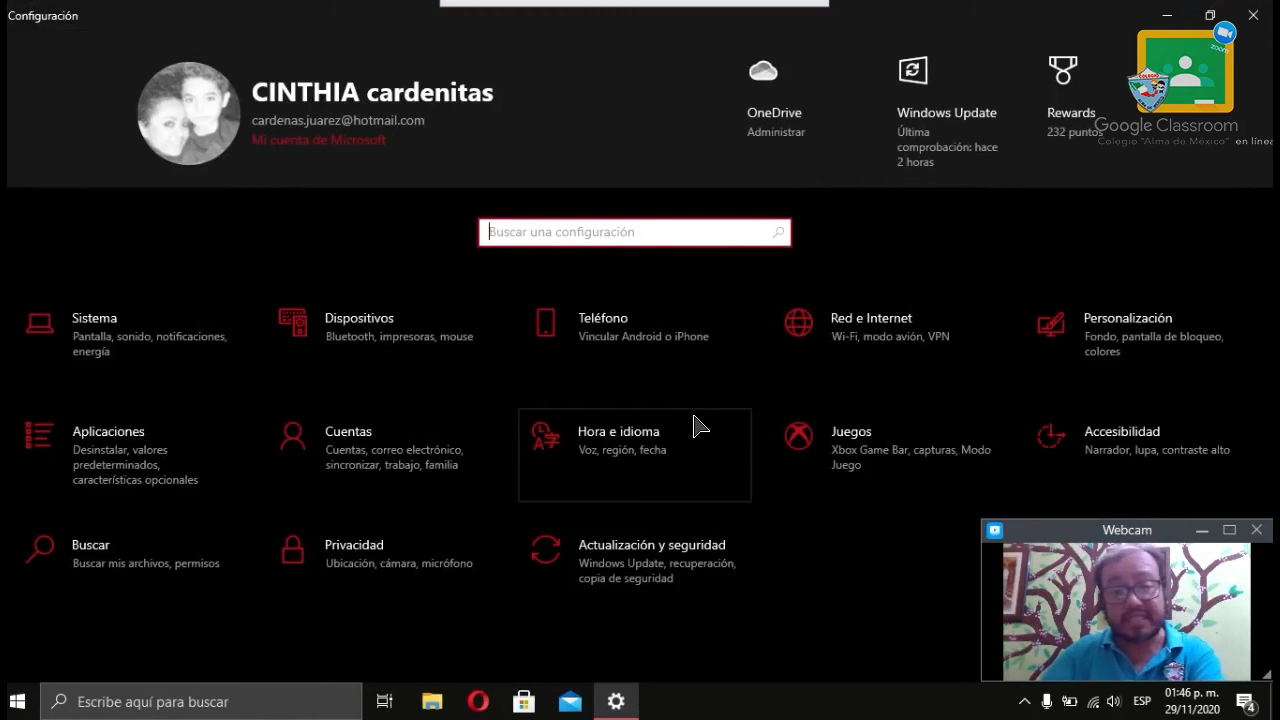 Configuración
CINTHIA cardenitas
cardenas.juarez@hotmail.com
Mi cuenta de Microsoft
OneDrive
Administrar
Windows Update
Última
comprobación: hace
2 horas
Rewards
232 puntos
zoom
COLEGIO
Google Classroom
Colegio "Alma de México" en línea
Buscar una configuración
Sistema
Pantalla, sonido, notificaciones,
energía
Dispositivos
Bluetooth, impresoras, mouse
Teléfono
Vincular Android o iPhone
Red e Internet
Wi-Fi, modo avión, VPN
Personalización
Fondo, pantalla de bloqueo,
colores
Aplicaciones
Desinstalar, valores
predeterminados,
características opcionales
Cuentas
Cuentas, correo electrónico,
sincronizar, trabajo, familia
Hora e idioma
Voz, región, fecha
Juegos
Xbox Game Bar, capturas, Modo
Juego
Accesibilidad
Narrador, lupa, contraste alto
Buscar
Buscar mis archivos, permisos
Privacidad
Ubicación, cámara, micrófono
Actualización y seguridad
Windows Update, recuperación,
copia de seguridad
Webcam
Escribe aquí para buscar
ESP
01:46 p. m.
29/11/2020
4